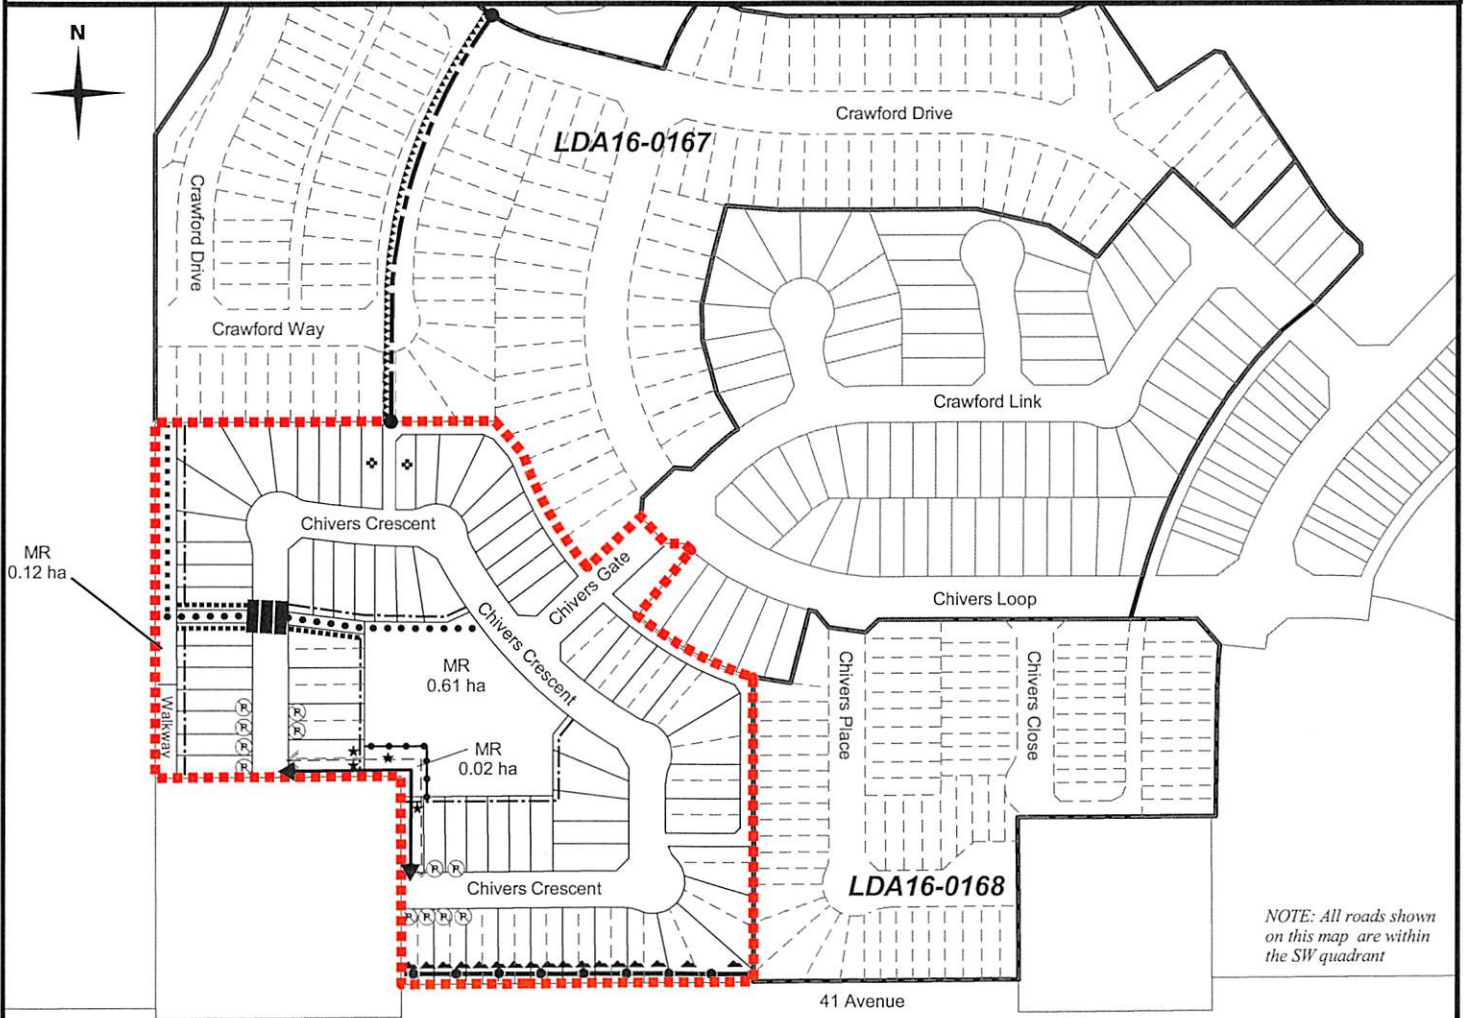 N
Crawford Drive
LDA16-0167
Crawford Drive
Crawford Way
Crawford Link
Chivers Crescent
MR
0.12 ha
Chivers Gate
Chivers Loop
Chivers Crescent
MR
0.61 ha
Chivers Place
Chivers Close
Walkway
R
R
R
R
R
R
MR
0.02 ha
R
R
Chivers Crescent
LDA16-0168
R
R
R
R
NOTE: All roads shown
on this map are within
the SW quadrant
41 Avenue